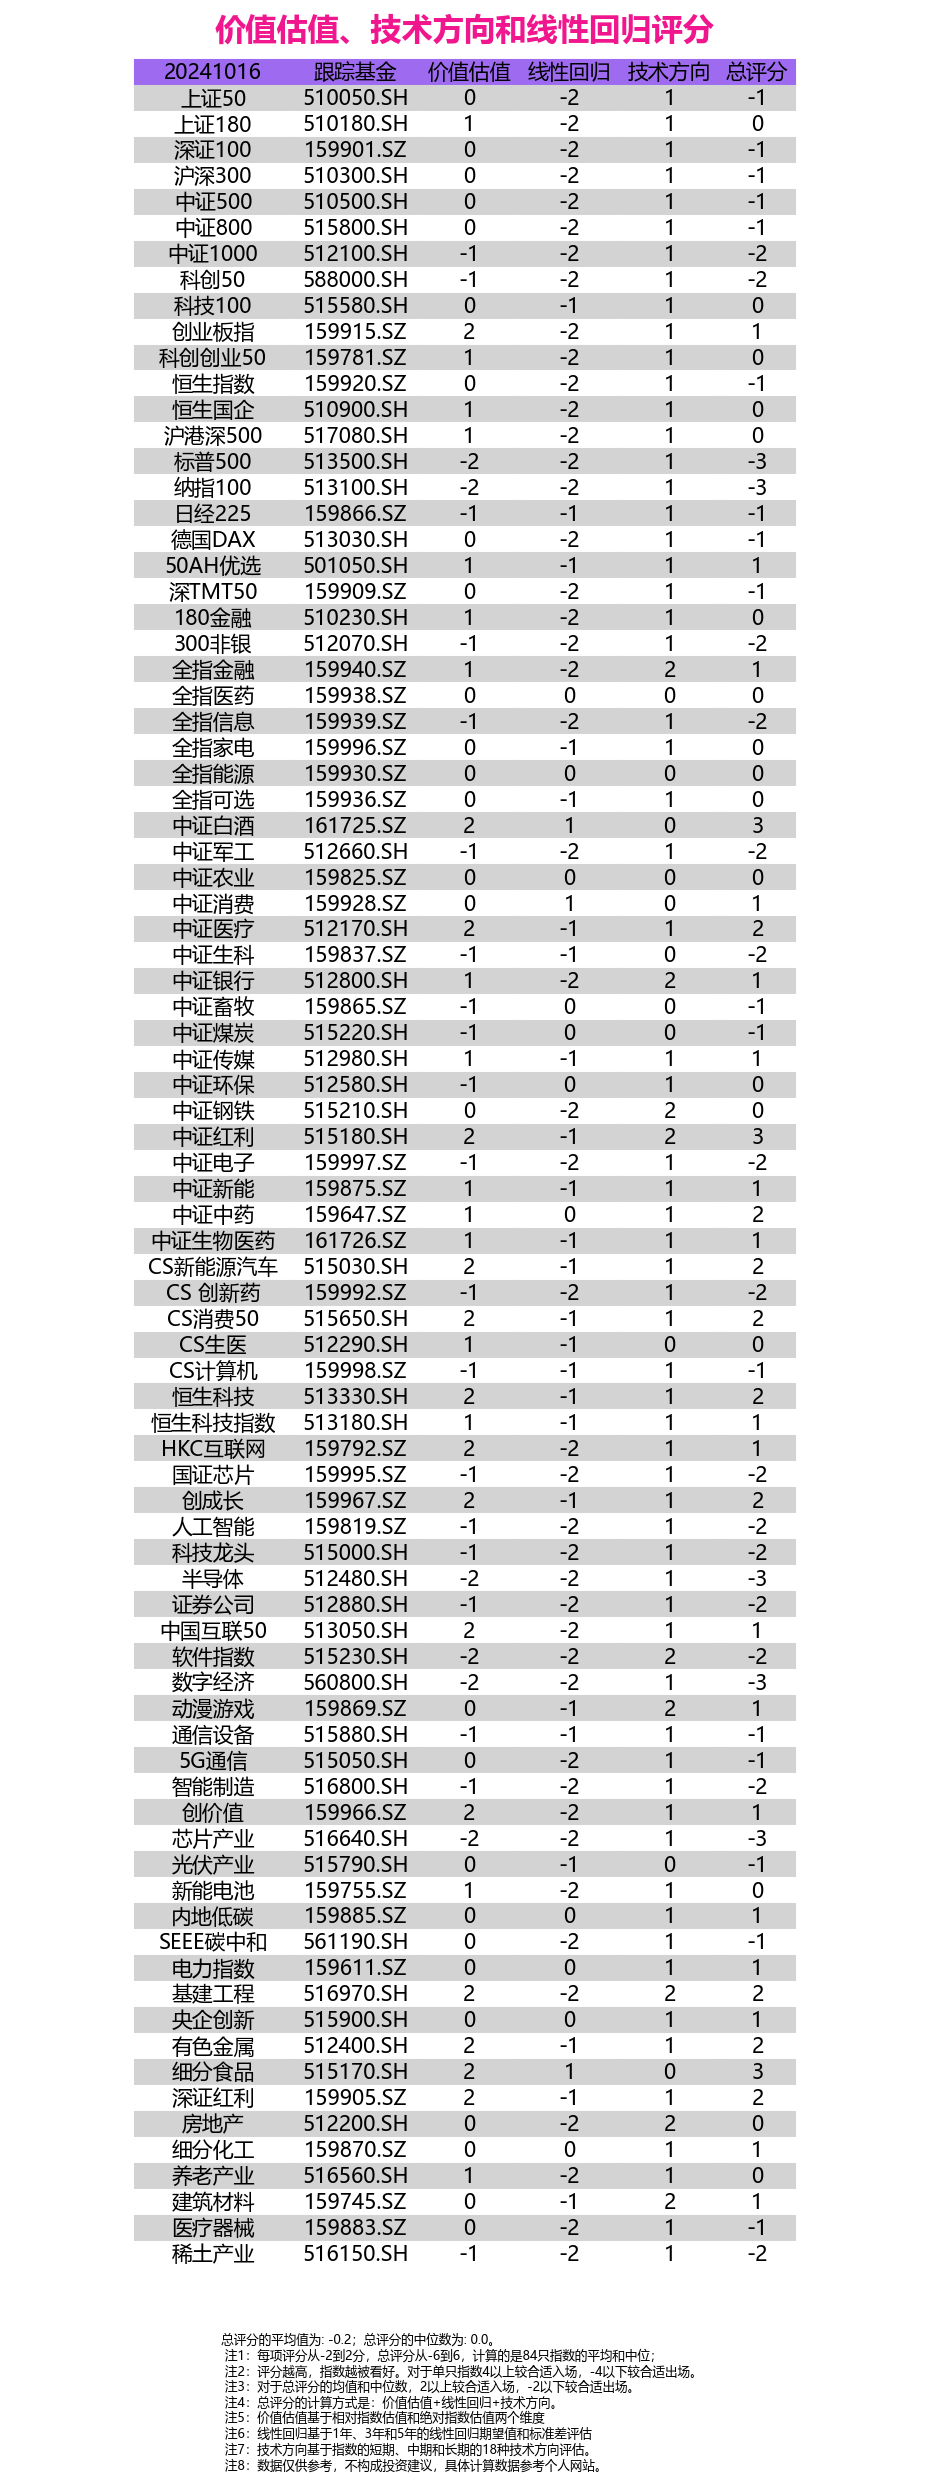 价值估值、技术方向和线性回归评分
20241016 跟踪基金 价值估值 线性回归 技术方向 总评分
上证50 510050.SH 0 -2 1 -1
上证180 510180.SH 1 -2 1 0
深证100 159901.SZ 0 -2 1 -1
沪深300 510300.SH 0 -2 1 -1
中证500 510500.SH 0 -2 1 -1
中证800 515800.SH 0 -2 1 -1
中证1000 512100.SH -1 -2 1 -2
科创50 588000.SH -1 -2 1 -2
科技100 515580.SH 0 -1 1 0
创业板指 159915.SZ 2 -2 1 1
科创创业50 159781.SZ 1 -2 1 0
恒生指数 159920.SZ 0 -2 1 -1
恒生国企 510900.SH 1 -2 1 0
沪港深500 517080.SH 1 -2 1 0
标普500 513500.SH -2 -2 1 -3
纳指100 513100.SH -2 -2 1 -3
日经225 159866.SZ -1 -1 1 -1
德国DAX 513030.SH 0 -2 1 -1
50AH优选 501050.SH 1 -1 1 1
深TMT50 159909.SZ 0 -2 1 -1
180金融 510230.SH 1 -2 1 0
300非银 512070.SH -1 -2 1 -2
全指金融 159940.SZ 1 -2 2 1
全指医药 159938.SZ 0 0 0 0
全指信息 159939.SZ -1 -2 1 -2
全指家电 159996.SZ 0 -1 1 0
全指能源 159930.SZ 0 0 0 0
全指可选 159936.SZ 0 -1 1 0
中证白酒 161725.SZ 2 1 0 3
中证军工 512660.SH -1 -2 1 -2
中证农业 159825.SZ 0 0 0 0
中证消费 159928.SZ 0 1 0 1
中证医疗 512170.SH 2 -1 1 2
中证生科 159837.SZ -1 -1 0 -2
中证银行 512800.SH 1 -2 2 1
中证畜牧 159865.SZ -1 0 0 -1
中证煤炭 515220.SH -1 0 0 -1
中证传媒 512980.SH 1 -1 1 1
中证环保 512580.SH -1 0 1 0
中证钢铁 515210.SH 0 -2 2 0
中证红利 515180.SH 2 -1 2 3
中证电子 159997.SZ -1 -2 1 -2
中证新能 159875.SZ 1 -1 1 1
中证中药 159647.SZ 1 0 1 2
中证生物医药 161726.SZ 1 -1 1 1
CS新能源汽车 515030.SH 2 -1 1 2
CS 创新药 159992.SZ -1 -2 1 -2
CS消费50 515650.SH 2 -1 1 2
CS生医 512290.SH 1 -1 0 0
CS计算机 159998.SZ -1 -1 1 -1
恒生科技 513330.SH 2 -1 1 2
恒生科技指数 513180.SH 1 -1 1 1
HKC互联网 159792.SZ 2 -2 1 1
国证芯片 159995.SZ -1 -2 1 -2
创成长 159967.SZ 2 -1 1 2
人工智能 159819.SZ -1 -2 1 -2
科技龙头 515000.SH -1 -2 1 -2
半导体 512480.SH -2 -2 1 -3
证券公司 512880.SH -1 -2 1 -2
中国互联50 513050.SH 2 -2 1 1
软件指数 515230.SH -2 -2 2 -2
数字经济 560800.SH -2 -2 1 -3
动漫游戏 159869.SZ 0 -1 2 1
通信设备 515880.SH -1 -1 1 -1
5G通信 515050.SH 0 -2 1 -1
智能制造 516800.SH -1 -2 1 -2
创价值 159966.SZ 2 -2 1 1
芯片产业 516640.SH -2 -2 1 -3
光伏产业 515790.SH 0 -1 0 -1
新能电池 159755.SZ 1 -2 1 0
内地低碳 159885.SZ 0 0 1 1
SEEE碳中和 561190.SH 0 -2 1 -1
电力指数 159611.SZ 0 0 1 1
基建工程 516970.SH 2 -2 2 2
央企创新 515900.SH 0 0 1 1
有色金属 512400.SH 2 -1 1 2
细分食品 515170.SH 2 1 0 3
深证红利 159905.SZ 2 -1 1 2
房地产 512200.SH 0 -2 2 0
细分化工 159870.SZ 0 0 1 1
养老产业 516560.SH 1 -2 1 0
建筑材料 159745.SZ 0 -1 2 1
医疗器械 159883.SZ 0 -2 1 -1
稀土产业 516150.SH -1 -2 1 -2
总评分的平均值为: -0.2；总评分的中位数为: 0.0。
注1：每项评分从-2到2分，总评分从-6到6，计算的是84只指数的平均和中位；
注2：评分越高，指数越被看好。对于单只指数4以上较合适入场，-4以下较合适出场。
注3：对于总评分的均值和中位数，2以上较合适入场，-2以下较合适出场。
注4：总评分的计算方式是：价值估值+线性回归+技术方向。
注5：价值估值基于相对指数估值和绝对指数估值两个维度
注6：线性回归基于1年、3年和5年的线性回归期望值和标准差评估
注7：技术方向基于指数的短期、中期和长期的18种技术方向评估。
注8：数据仅供参考，不构成投资建议，具体计算数据参考个人网站。